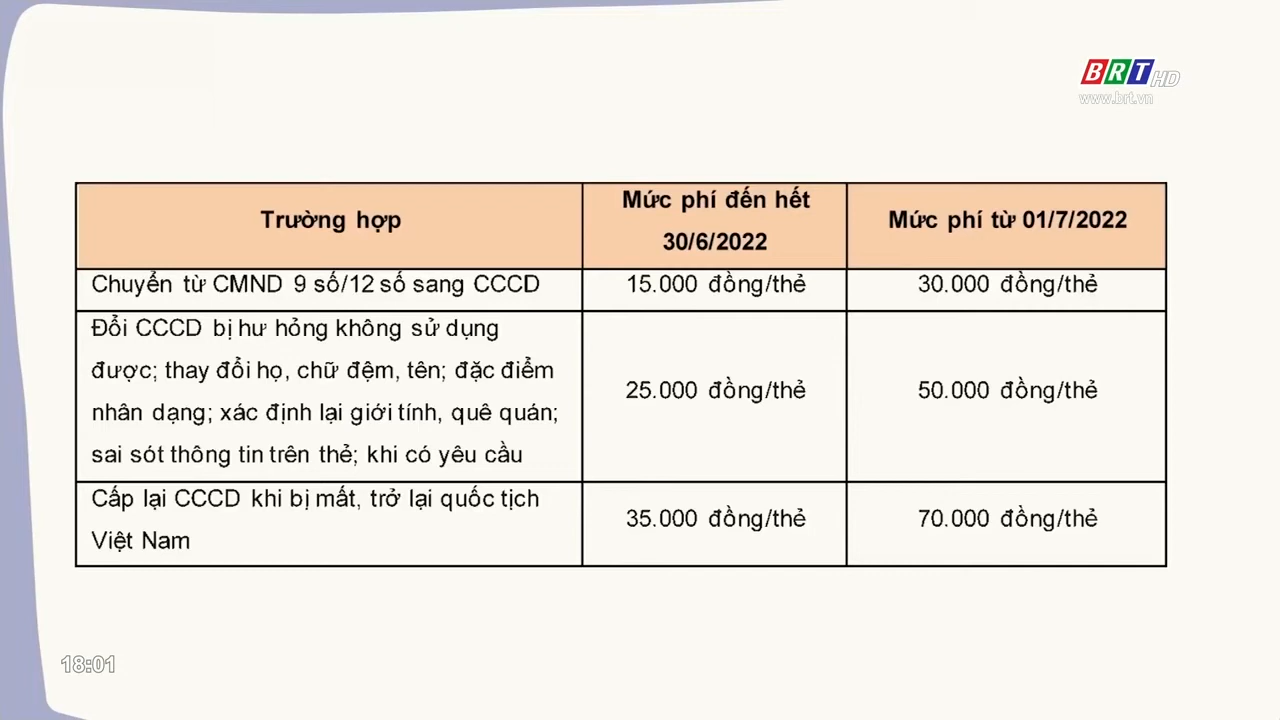 BRT HD
www.brt.vn
Trường hợp
Mức phí đến hết
30/6/2022
Mức phí từ 01/7/2022
Chuyển từ CMND 9 số/12 số sang CCCD
15.000 đồng/thẻ
30.000 đồng/thẻ
Đổi CCCD bị hư hỏng không sử dụng
được; thay đổi họ, chữ đệm, tên; đặc điểm
nhân dạng; xác định lại giới tính, quê quán;
sai sót thông tin trên thẻ; khi có yêu cầu
25.000 đồng/thẻ
50.000 đồng/thẻ
Cấp lại CCCD khi bị mất, trở lại quốc tịch
Việt Nam
35.000 đồng/thẻ
70.000 đồng/thẻ
18:01